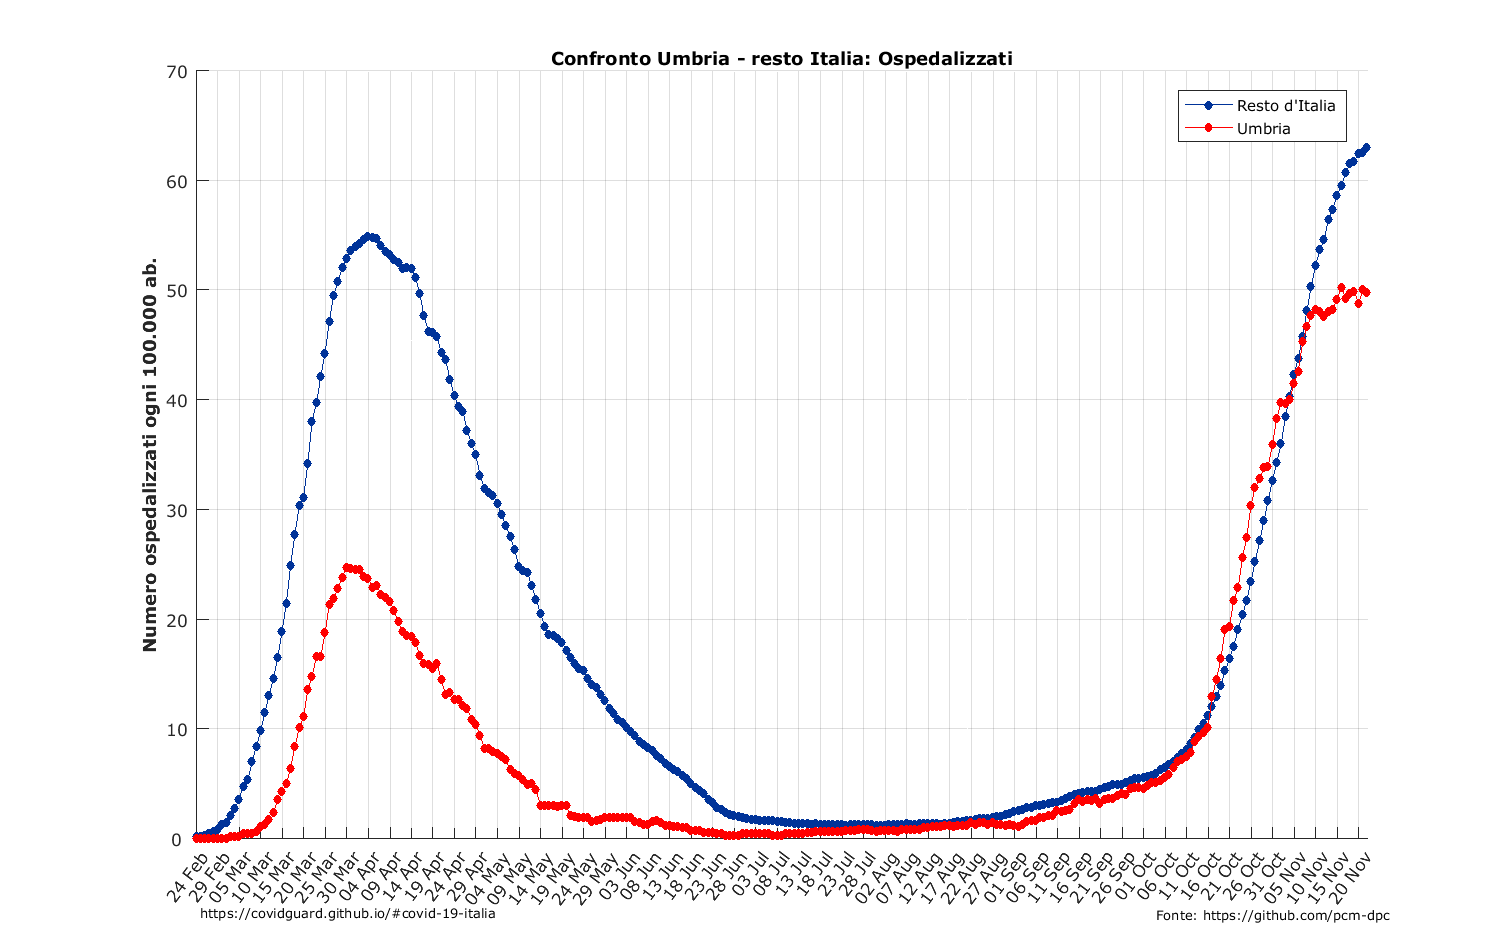 Confronto Umbria - resto Italia: Ospedalizzati
Resto d'Italia
Umbria
Numero ospedalizzati ogni 100.000 ab.
70
60
50
40
30
20
10
0
24 Feb
29 Feb
05 Mar
10 Mar
15 Mar
20 Mar
25 Mar
30 Mar
04 Apr
09 Apr
14 Apr
19 Apr
24 Apr
29 Apr
04 May
09 May
14 May
19 May
24 May
29 May
03 Jun
08 Jun
13 Jun
18 Jun
23 Jun
28 Jun
03 Jul
08 Jul
13 Jul
18 Jul
23 Jul
28 Jul
02 Aug
07 Aug
12 Aug
17 Aug
22 Aug
27 Aug
01 Sep
06 Sep
11 Sep
16 Sep
21 Sep
26 Sep
01 Oct
06 Oct
11 Oct
16 Oct
21 Oct
26 Oct
31 Oct
05 Nov
10 Nov
15 Nov
20 Nov
https://covidguard.github.io/#covid-19-italia
Fonte: https://github.com/pcm-dpc